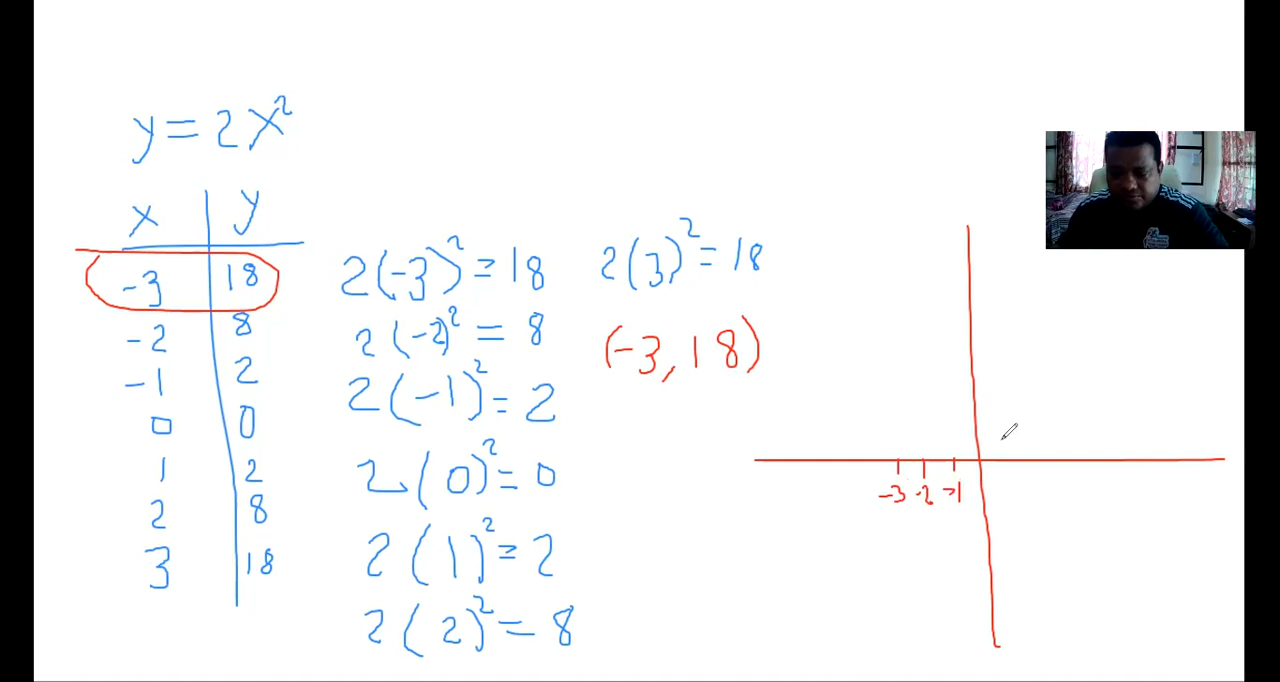 y = 2x²
x y
-3 18
-2 8
-1 2
0 0
1 2
2 8
3 18
2(-3)² = 18
2(-2)² = 8
2(-1)² = 2
2(0)² = 0
2(1)² = 2
2(2)² = 8
2(3)² = 18
(-3, 18)
-3 -2 -1